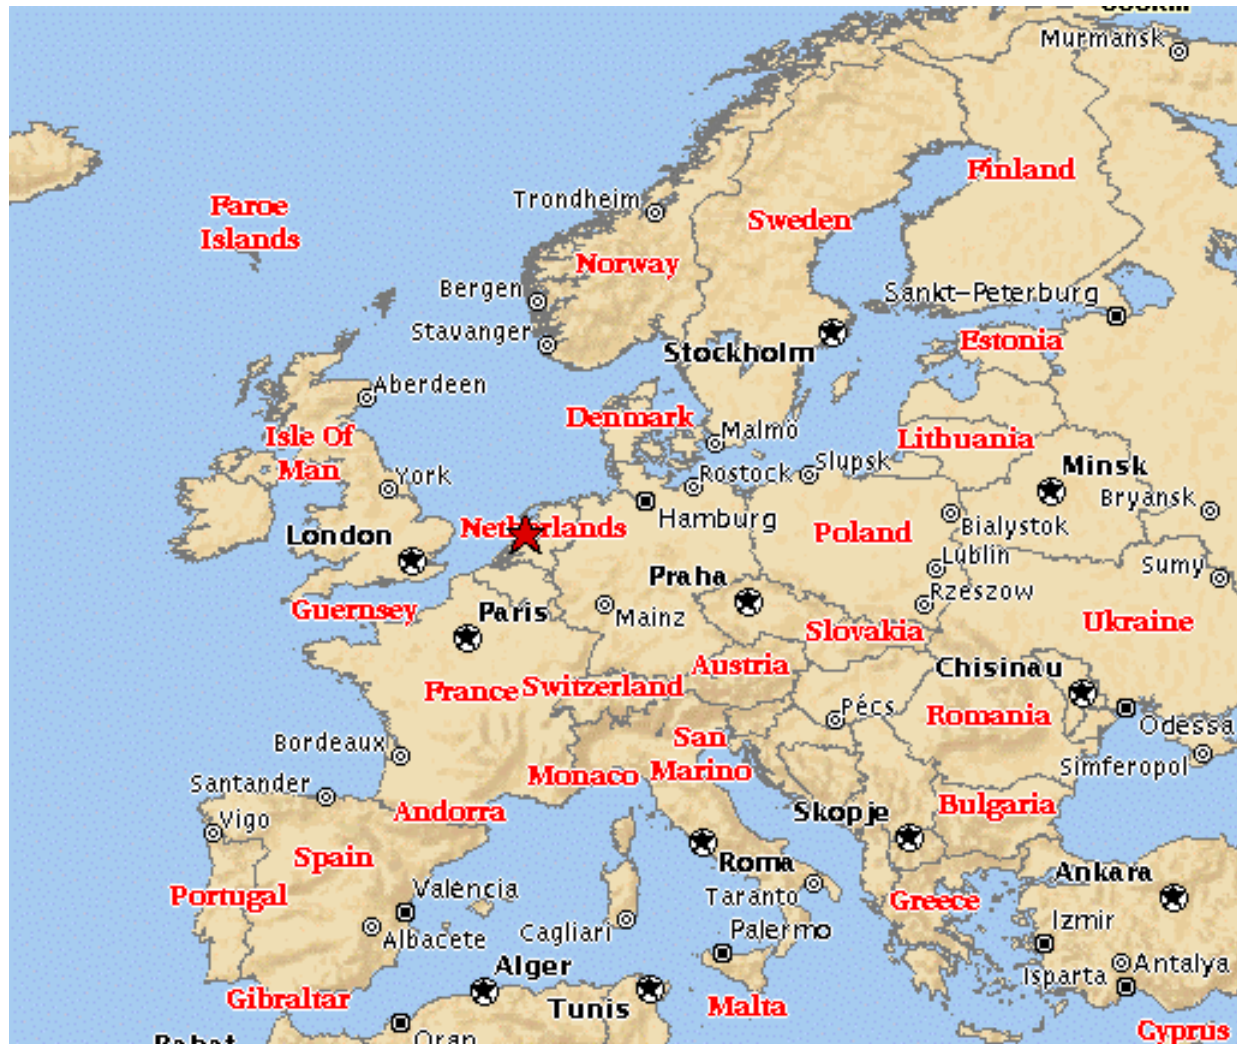 Murmansk
Finland
Trondheim
Faroe
Islands
Sweden
Norway
Bergen
Sankt-Peterburg
Stavanger
Stockholm
Estonia
Aberdeen
Denmark
Malmö
Isle Of
Man
Lithuania
York
Rostock
Slupsk
Minsk
Bryansk
London
Netherlands
Hamburg
Poland
Bialystok
Lublin
Sumy
Praha
Rzeszow
Guernsey
Paris
Mainz
Slovakia
Ukraine
Austria
Chisinau
France
Switzerland
Pécs
Romania
Odessa
Bordeaux
San
Marino
Simferopol
Monaco
Santander
Andorra
Skopje
Bulgaria
Vigo
Spain
Roma
Ankara
Portugal
Valencia
Taranto
Greece
Albacete
Cagliari
Palermo
Izmir
Alger
Isparta
Antalya
Gibraltar
Tunis
Malta
Cyprus
Oran
Rabat